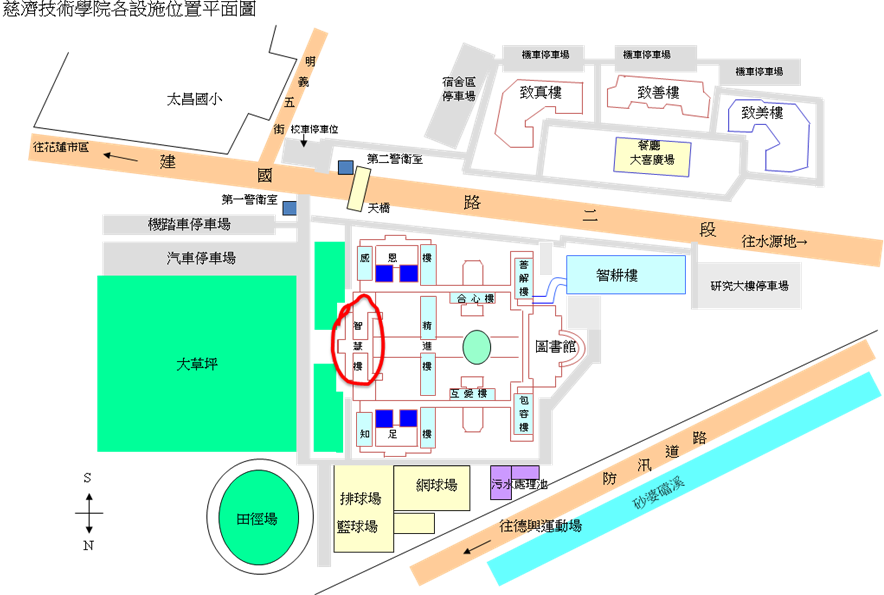 慈濟技術學院各設施位置平面圖
明義五街
太昌國小
校車停車位
宿舍區
停車場
機車停車場
機車停車場
機車停車場
致真樓
致善樓
致美樓
餐廳
大喜廣場
往花蓮市區
建國路二段
第二警衛室
第一警衛室
天橋
往水源地→
機踏車停車場
汽車停車場
感恩樓
善解樓
智耕樓
研究大樓停車場
合心樓
智慧樓
精進樓
圖書館
大草坪
互愛樓
包容樓
知足樓
防汛道路
砂婆礑溪
往德興運動場
污水處理池
網球場
排球場
籃球場
田徑場
S
N